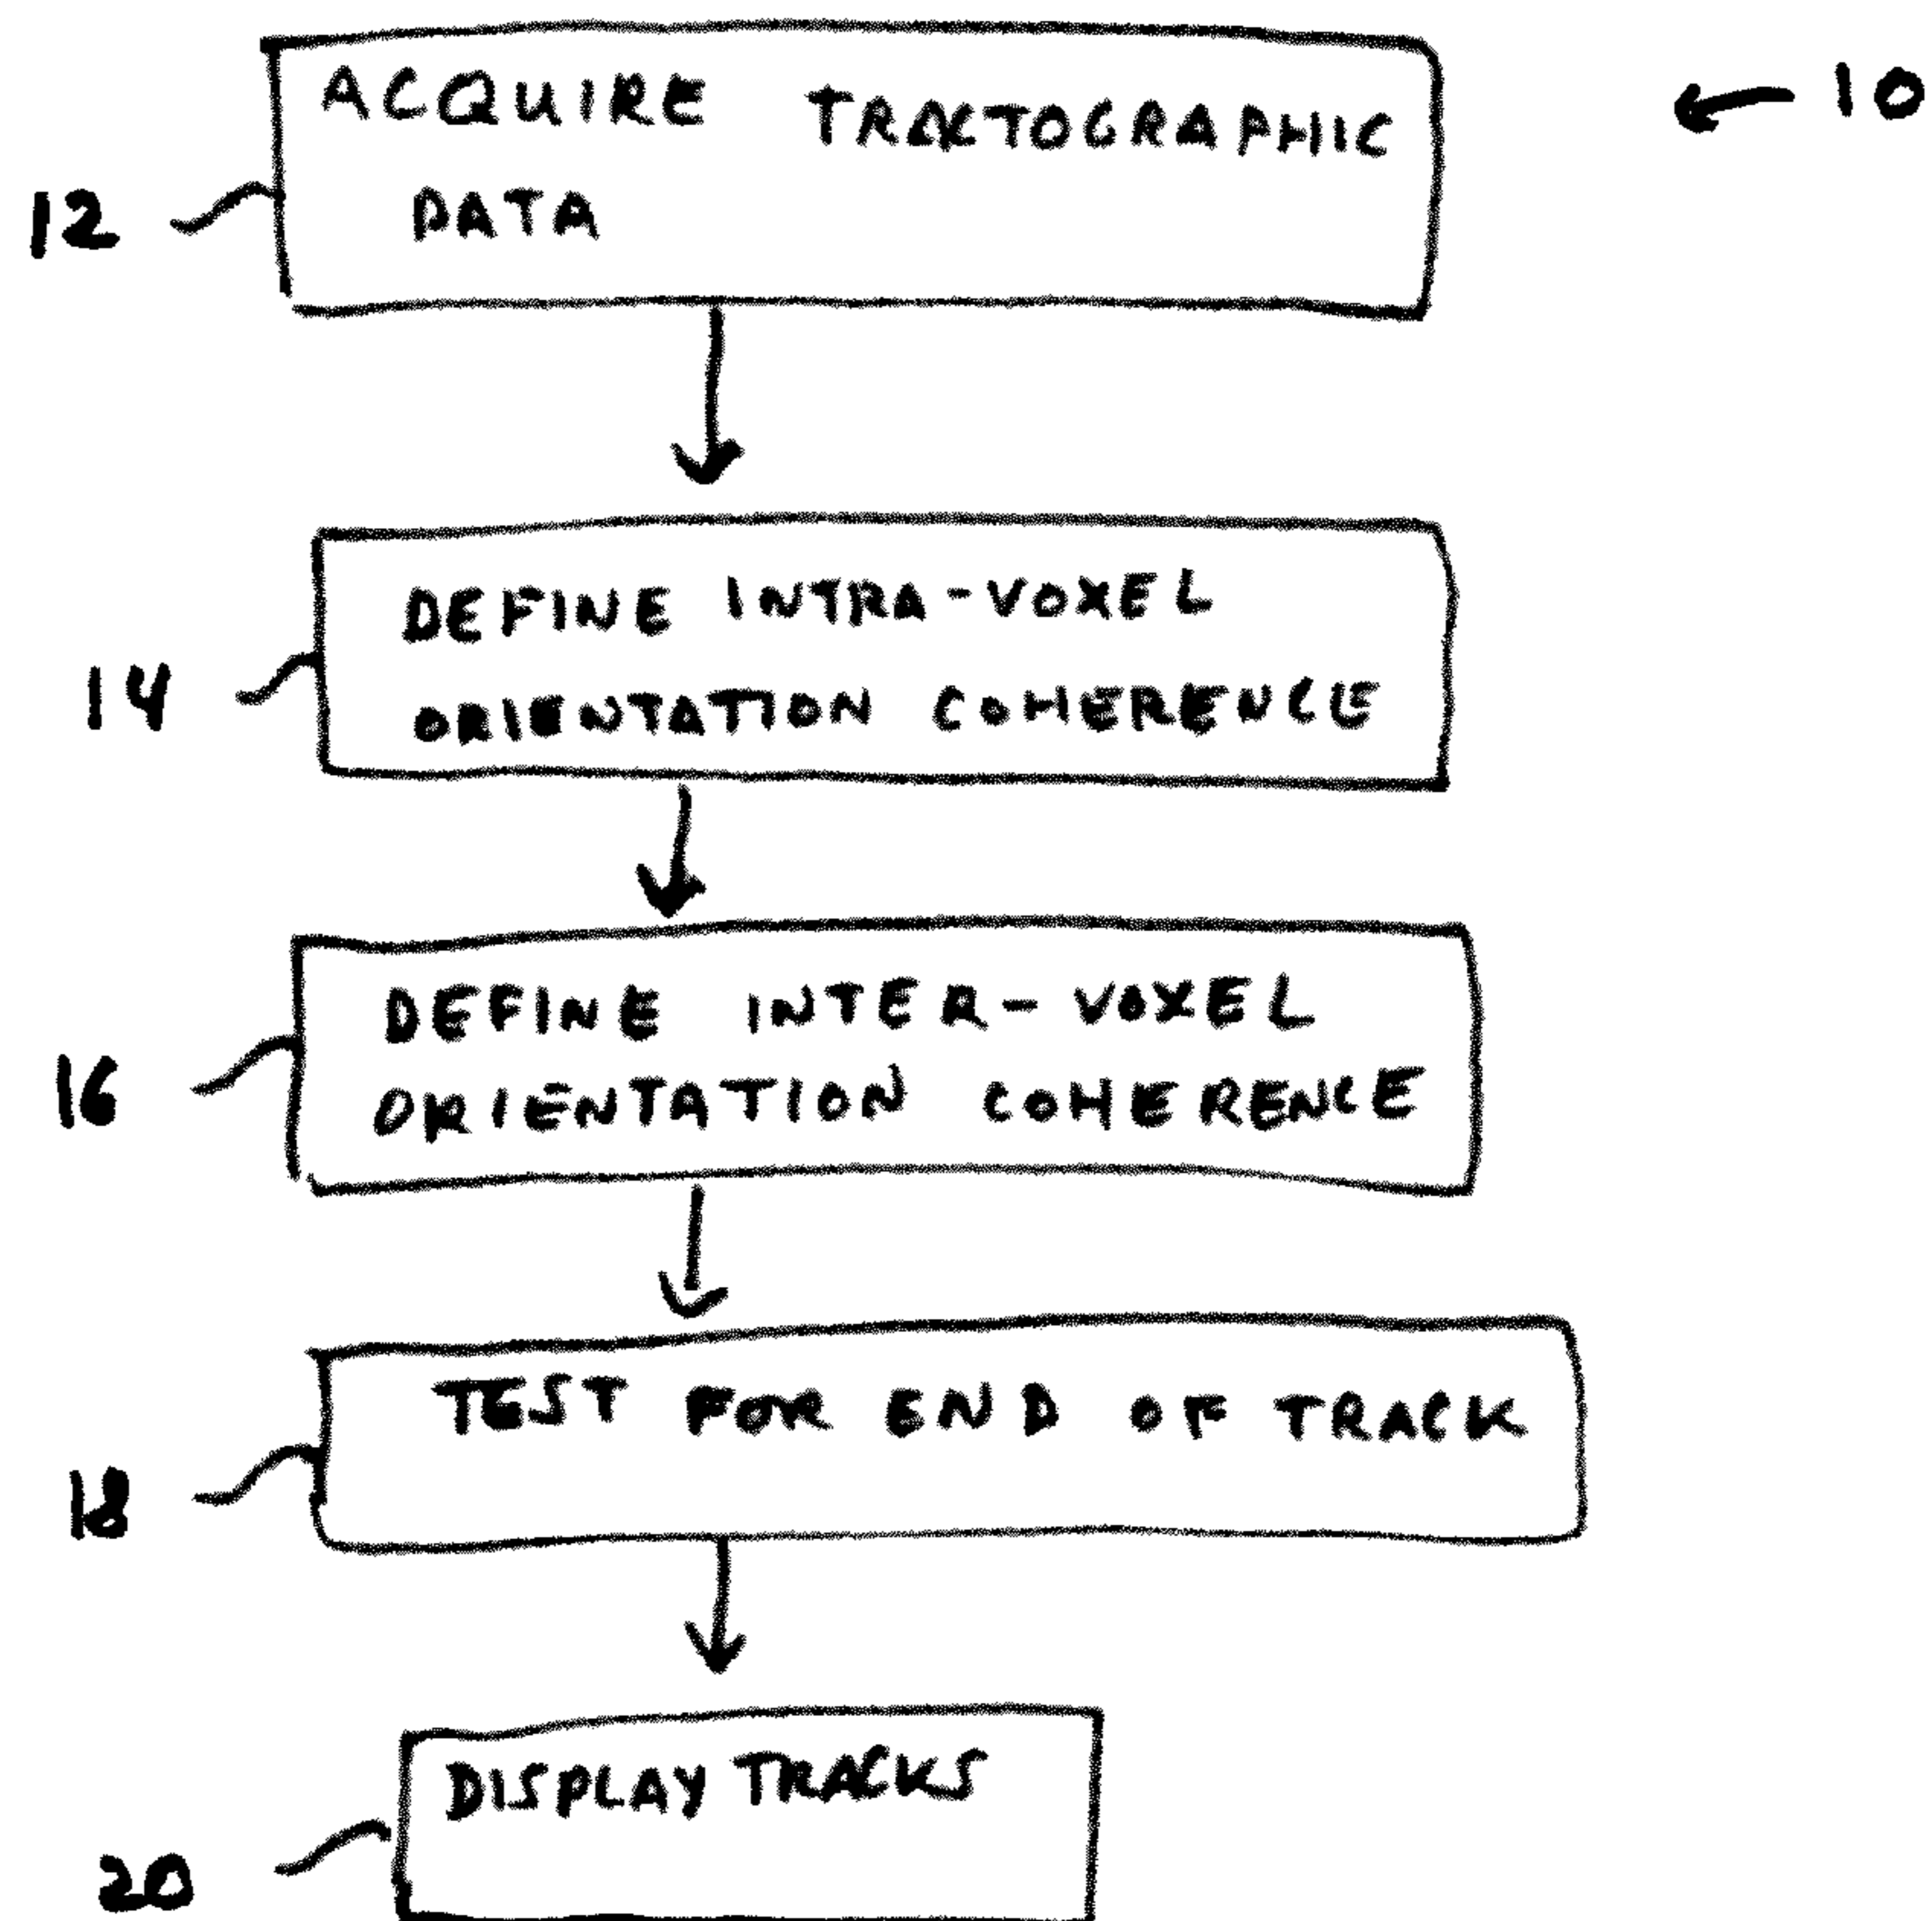 10
ACQUIRE TRACTOGRAPHIC
DATA
12
DEFINE INTRA-VOXEL
ORIENTATION COHERENCE
14
DEFINE INTER-VOXEL
ORIENTATION COHERENCE
16
TEST FOR END OF TRACK
18
DISPLAY TRACKS
20